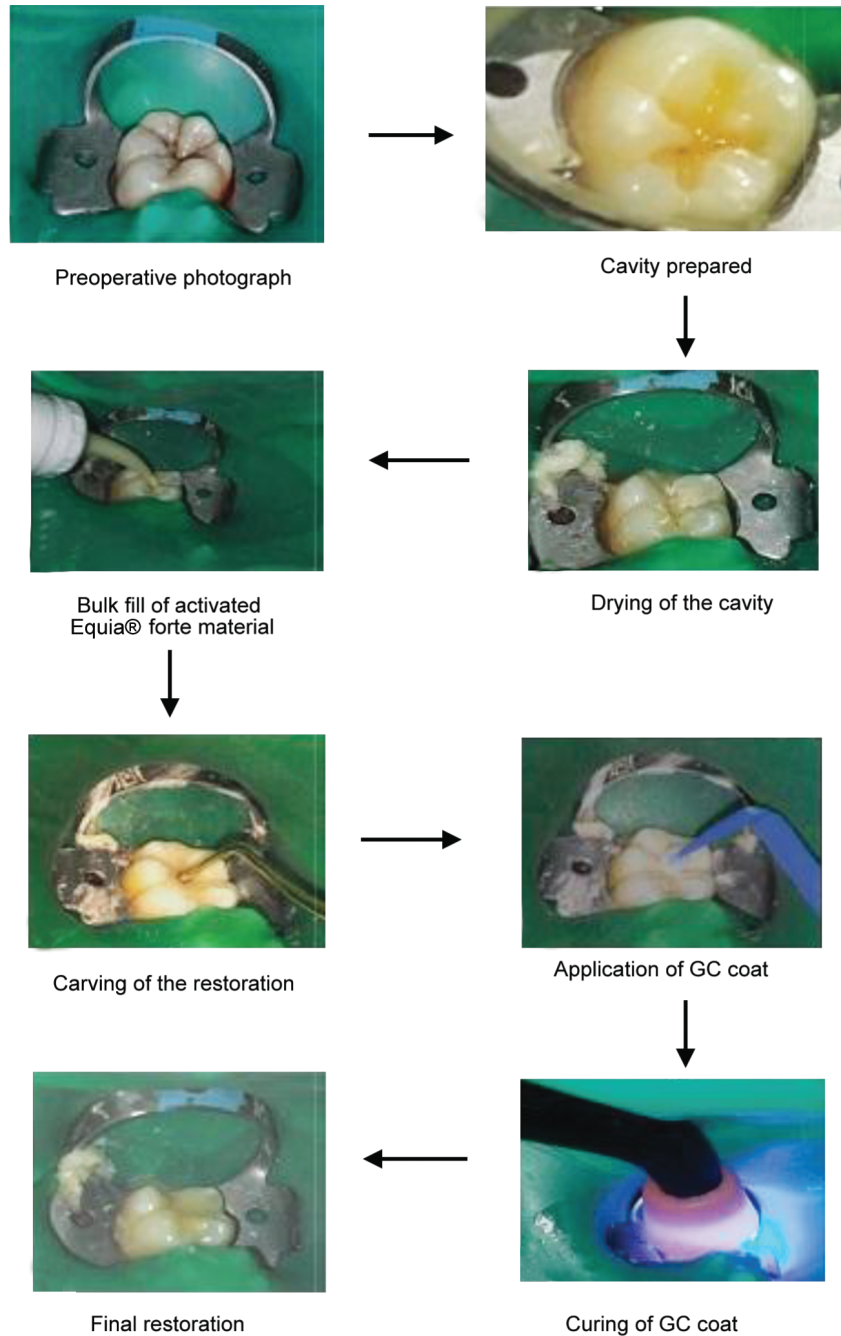 Preoperative photograph
Cavity prepared
Drying of the cavity
Bulk fill of activated
Equia® forte material
Carving of the restoration
Application of GC coat
Curing of GC coat
Final restoration